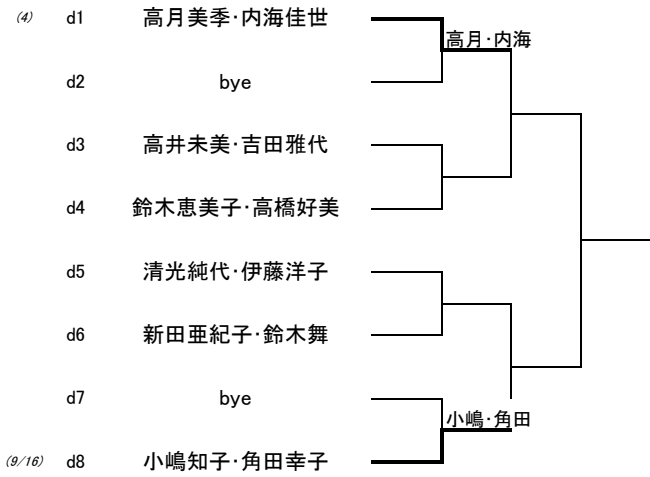 (4) d1 高月美季・内海佳世
高月・内海
d2 bye
d3 高井未美・吉田雅代
d4 鈴木恵美子・高橋好美
d5 清光純代・伊藤洋子
d6 新田亜紀子・鈴木舞
d7 bye
小嶋・角田
(9/16) d8 小嶋知子・角田幸子